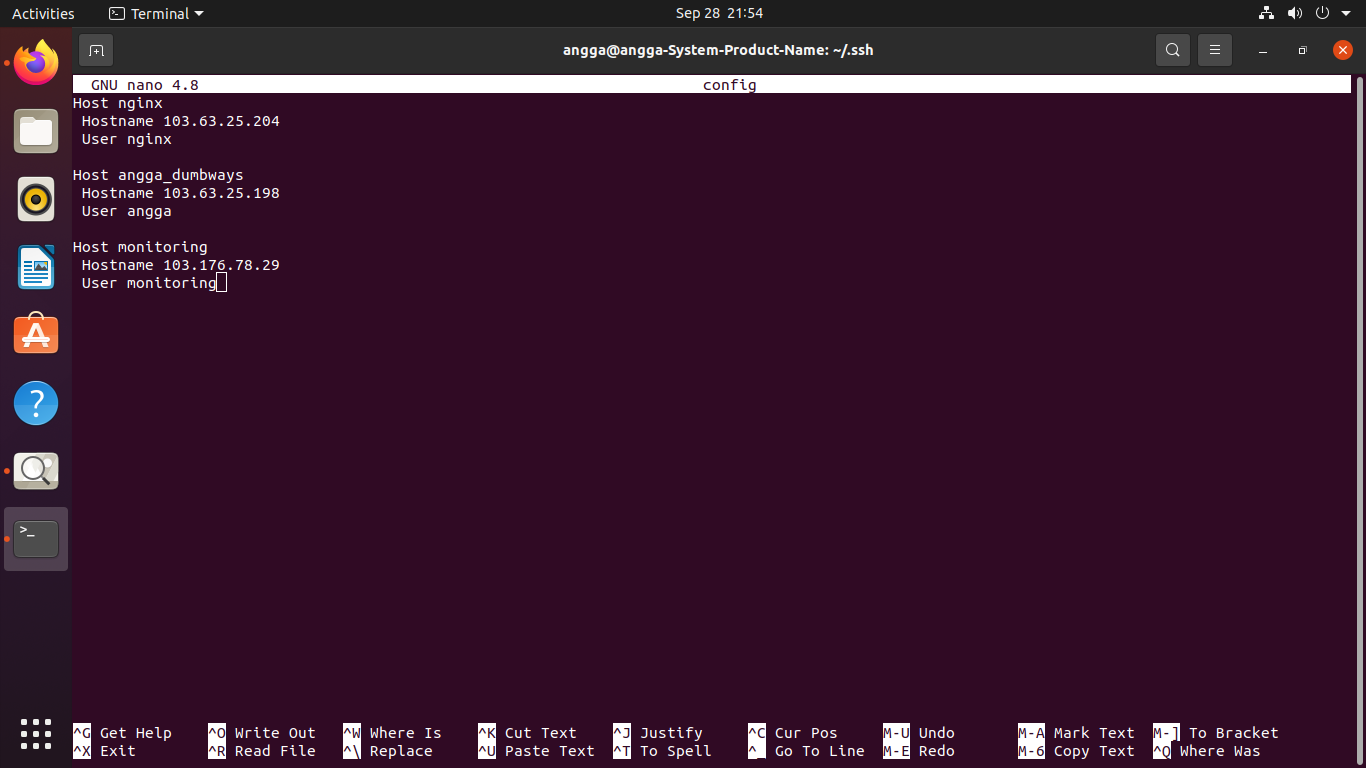 Activities
Terminal
Sep 28 21:54
angga@angga-System-Product-Name: ~/.ssh
GNU nano 4.8 config
Host nginx
Hostname 103.63.25.204
User nginx
Host angga_dumbways
Hostname 103.63.25.198
User angga
Host monitoring
Hostname 103.176.78.29
User monitoring
^G Get Help ^O Write Out ^W Where Is ^K Cut Text ^J Justify ^C Cur Pos M-U Undo M-A Mark Text M-] To Bracket
^X Exit ^R Read File ^\ Replace ^U Paste Text ^T To Spell ^_ Go To Line M-E Redo M-6 Copy Text ^Q Where Was